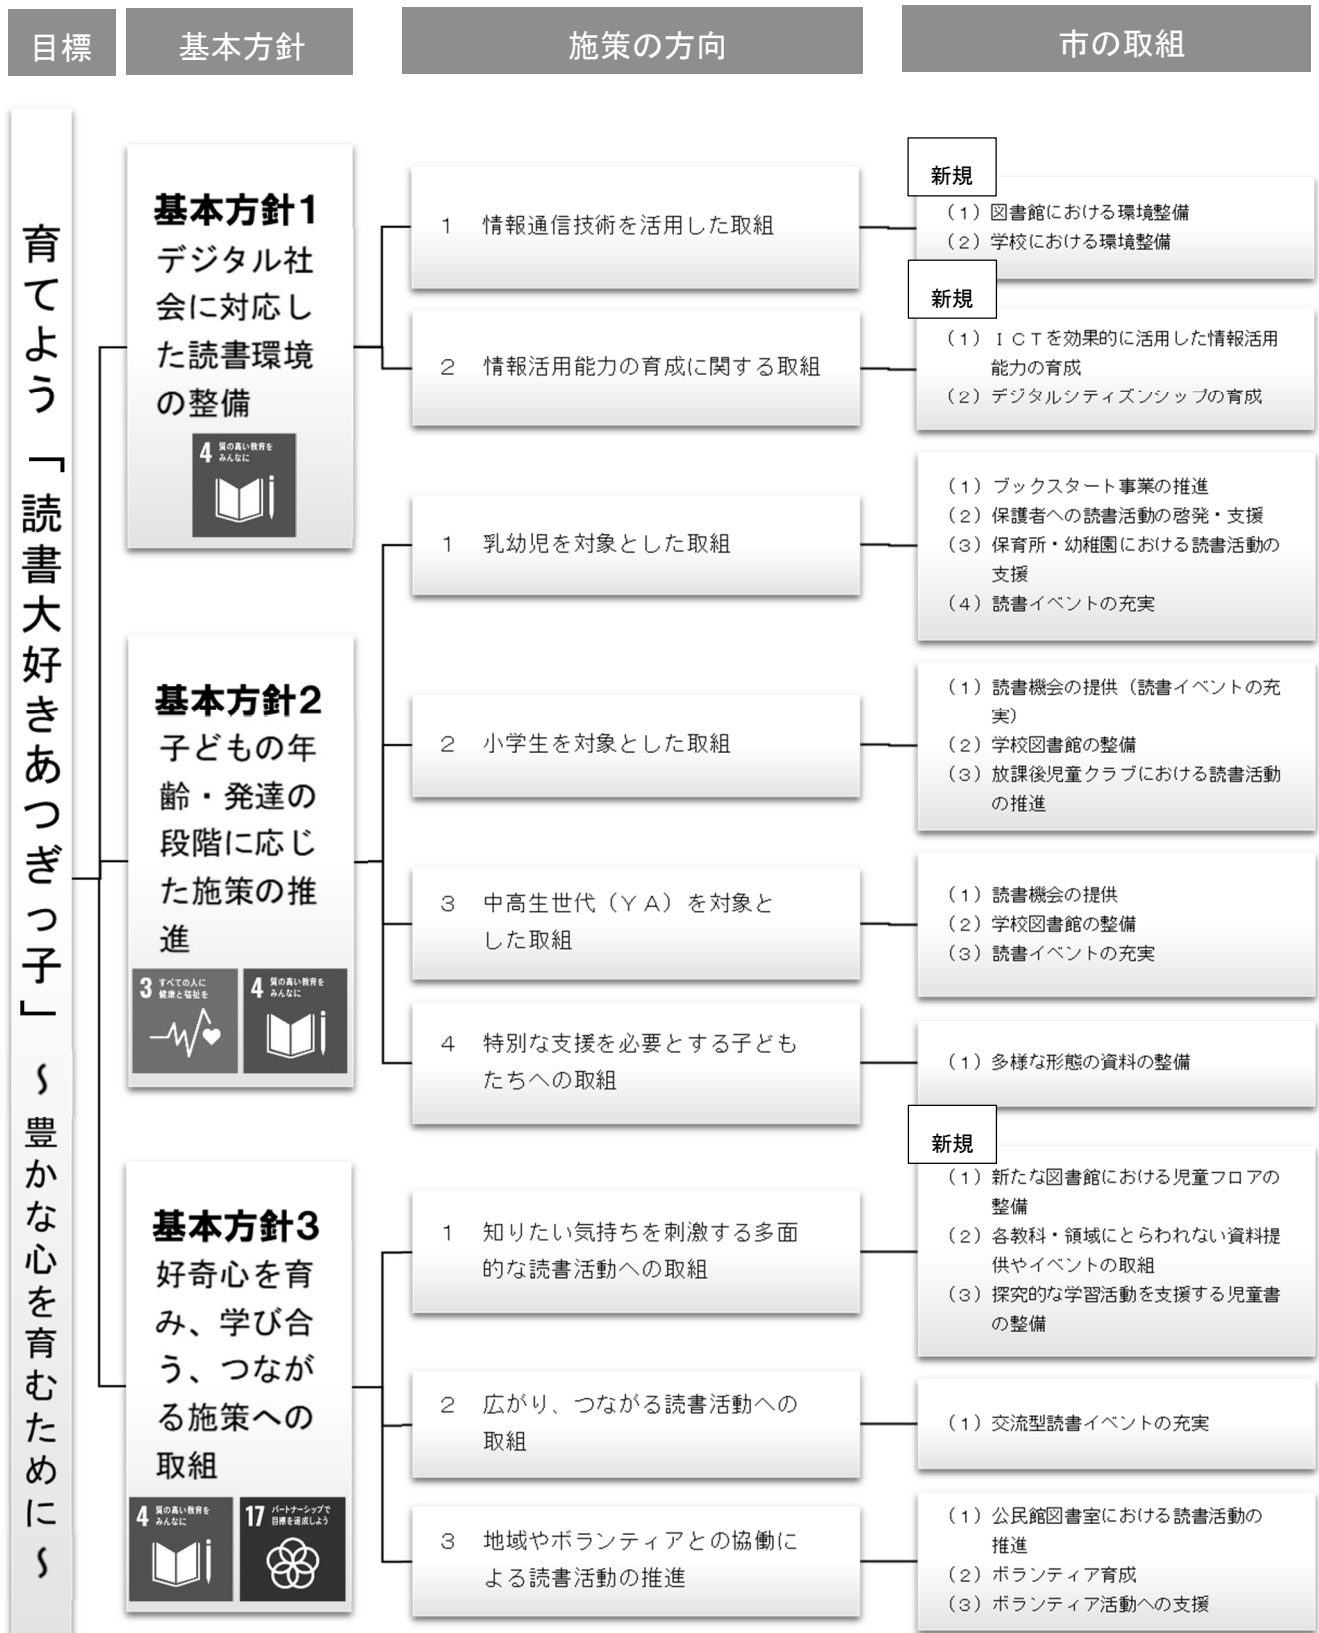 目標
基本方針
施策の方向
市の取組
育てよう「読書大好きあつぎっ子」～豊かな心を育むために～
基本方針1
デジタル社
会に対応し
た読書環境
の整備
4 質の高い教育を
みんなに
1 情報通信技術を活用した取組
新規
（１）図書館における環境整備
（２）学校における環境整備
2 情報活用能力の育成に関する取組
新規
（１）ＩＣＴを効果的に活用した情報活用
能力の育成
（２）デジタルシティズンシップの育成
基本方針2
子どもの年
齢・発達の
段階に応じ
た施策の推
進
3 すべての人に
健康と福祉を
4 質の高い教育を
みんなに
1 乳幼児を対象とした取組
（１）ブックスタート事業の推進
（２）保護者への読書活動の啓発・支援
（３）保育所・幼稚園における読書活動の
支援
（４）読書イベントの充実
2 小学生を対象とした取組
（１）読書機会の提供（読書イベントの充
実）
（２）学校図書館の整備
（３）放課後児童クラブにおける読書活動
の推進
3 中高生世代（ＹＡ）を対象と
した取組
（１）読書機会の提供
（２）学校図書館の整備
（３）読書イベントの充実
4 特別な支援を必要とする子ども
たちへの取組
（１）多様な形態の資料の整備
基本方針3
好奇心を育
み、学び合
う、つなが
る施策への
取組
4 質の高い教育を
みんなに
17 パートナーシップで
目標を達成しよう
1 知りたい気持ちを刺激する多面
的な読書活動への取組
新規
（１）新たな図書館における児童フロアの
整備
（２）各教科・領域にとらわれない資料提
供やイベントの取組
（３）探究的な学習活動を支援する児童書
の整備
2 広がり、つながる読書活動への
取組
（１）交流型読書イベントの充実
3 地域やボランティアとの協働に
よる読書活動の推進
（１）公民館図書室における読書活動の
推進
（２）ボランティア育成
（３）ボランティア活動への支援